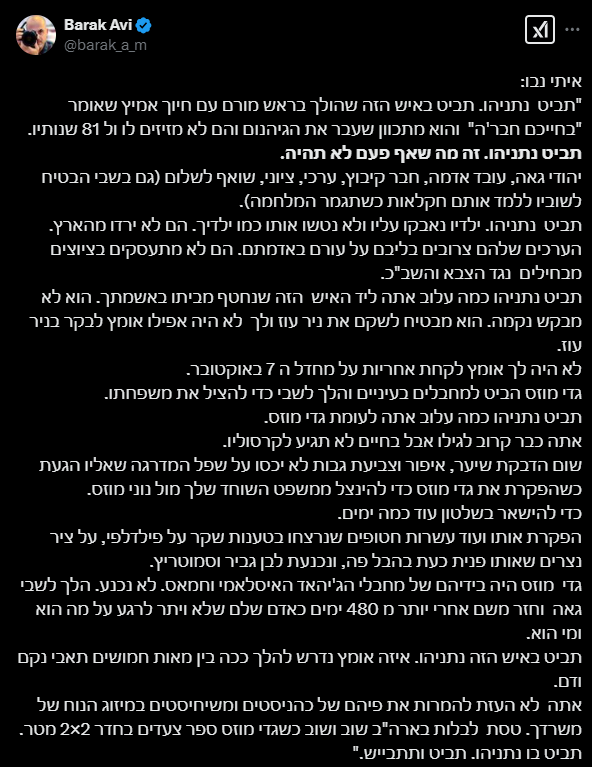 Barak Avi
@barak_a_m
איתי נבו:
"תביט נתניהו. תביט באיש הזה שהולך בראש מורם עם חיוך אמיץ שאומר
"בחייכם חבר'ה" והוא מתכוון שעבר את הגיהנום והם לא מזיזים לו ול 81 שנותיו.
תביט נתניהו. זה מה שאף פעם לא תהיה.
יהודי גאה, עובד אדמה, חבר קיבוץ, ערכי, ציוני, שואף לשלום (גם בשבי הבטיח
לשוביו ללמד אותם חקלאות כשתגמר המלחמה).
תביט נתניהו. ילדיו נאבקו עליו ולא נטשו אותו כמו ילדיך. הם לא ירדו מהארץ.
הערכים שלהם צרובים בליבם על עורם באדמתם. הם לא מתעסקים בציוצים
מבחילים נגד הצבא והשב"כ.
תביט נתניהו כמה עלוב אתה ליד האיש הזה שנחטף מביתו באשמתך. הוא לא
מבקש נקמה. הוא מבטיח לשקם את ניר עוז ולך לא היה אפילו אומץ לבקר בניר
עוז.
לא היה לך אומץ לקחת אחריות על מחדל ה 7 באוקטובר.
גדי מוזס הביט למחבלים בעיניים והלך לשבי כדי להציל את משפחתו.
תביט נתניהו כמה עלוב אתה לעומת גדי מוזס.
אתה כבר קרוב לגילו אבל בחיים לא תגיע לקרסוליו.
שום הדבקת שיער, איפור וצביעת גבות לא יכסו על שפל המדרגה שאליו הגעת
כשהפקרת את גדי מוזס כדי להינצל ממשפט השוחד שלך מול נוני מוזס.
כדי להישאר בשלטון עוד כמה ימים.
הפקרת אותו ועוד עשרות חטופים שנרצחו בטענות שקר על פילדלפי, על ציר
נצרים שאותו פנית כעת בהבל פה, ונכנעת לבן גביר וסמוטריץ.
גדי מוזס היה בידיהם של מחבלי הג'יהאד האיסלאמי וחמאס. לא נכנע. הלך לשבי
גאה וחזר משם אחרי יותר מ 480 ימים כאדם שלם שלא ויתר לרגע על מה הוא
ומי הוא.
תביט באיש הזה נתניהו. איזה אומץ נדרש להלך ככה בין מאות חמושים תאבי נקם
ודם.
אתה לא העזת להמרות את פיהם של כהניסטים ומשיחיסטים במיזוג הנוח של
משרדך. טסת לבלות בארה"ב שוב ושוב כשגדי מוזס ספר צעדים בחדר 2×2 מטר.
תביט בו נתניהו. תביט ותתבייש."